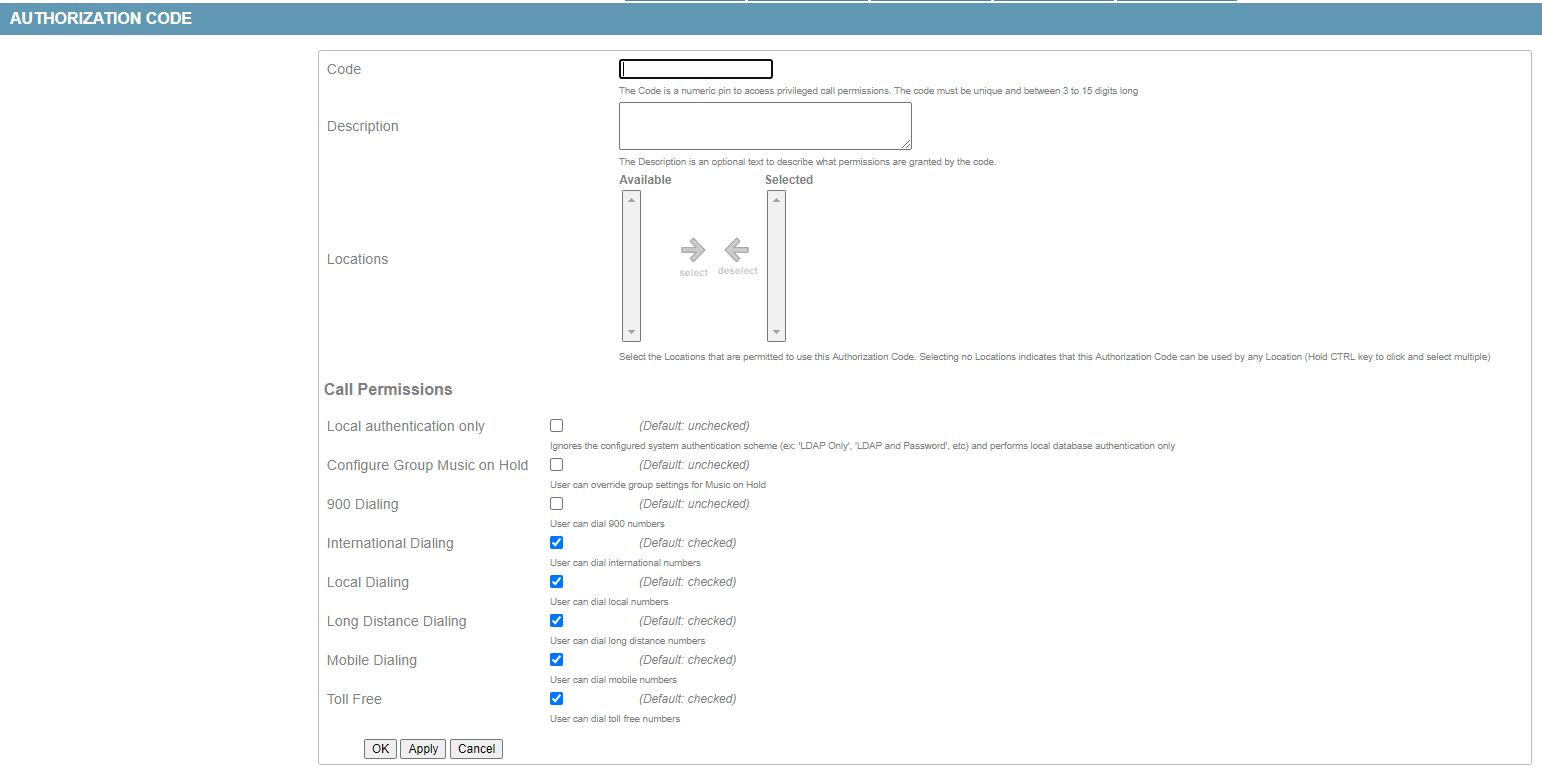 AUTHORIZATION CODE
Code
The Code is a numeric pin to access privileged call permissions. The code must be unique and between 3 to 15 digits long
Description
The Description is an optional text to describe what permissions are granted by the code.
Available Selected
Locations
select deselect
Select the Locations that are permitted to use this Authorization Code. Selecting no Locations indicates that this Authorization Code can be used by any Location (Hold CTRL key to click and select multiple)
Call Permissions
Local authentication only (Default: unchecked)
Ignores the configured system authentication scheme (ex: 'LDAP Only', 'LDAP and Password', etc) and performs local database authentication only
Configure Group Music on Hold (Default: unchecked)
User can override group settings for Music on Hold
900 Dialing (Default: unchecked)
User can dial 900 numbers
International Dialing (Default: checked)
User can dial international numbers
Local Dialing (Default: checked)
User can dial local numbers
Long Distance Dialing (Default: checked)
User can dial long distance numbers
Mobile Dialing (Default: checked)
User can dial mobile numbers
Toll Free (Default: checked)
User can dial toll free numbers
OK Apply Cancel